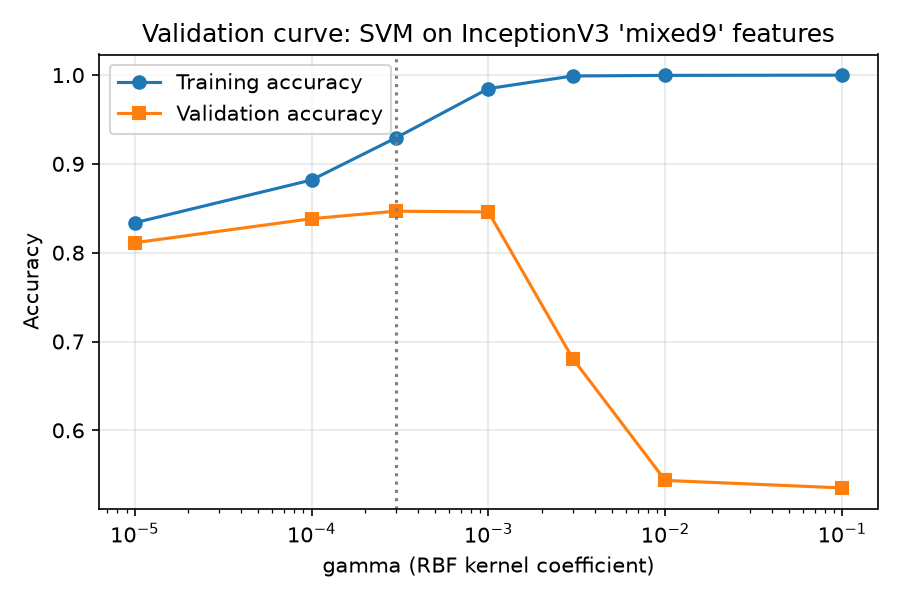 Validation curve: SVM on InceptionV3 'mixed9' features
Training accuracy
Validation accuracy
Accuracy
1.0
0.9
0.8
0.7
0.6
10⁻⁵ 10⁻⁴ 10⁻³ 10⁻² 10⁻¹
gamma (RBF kernel coefficient)